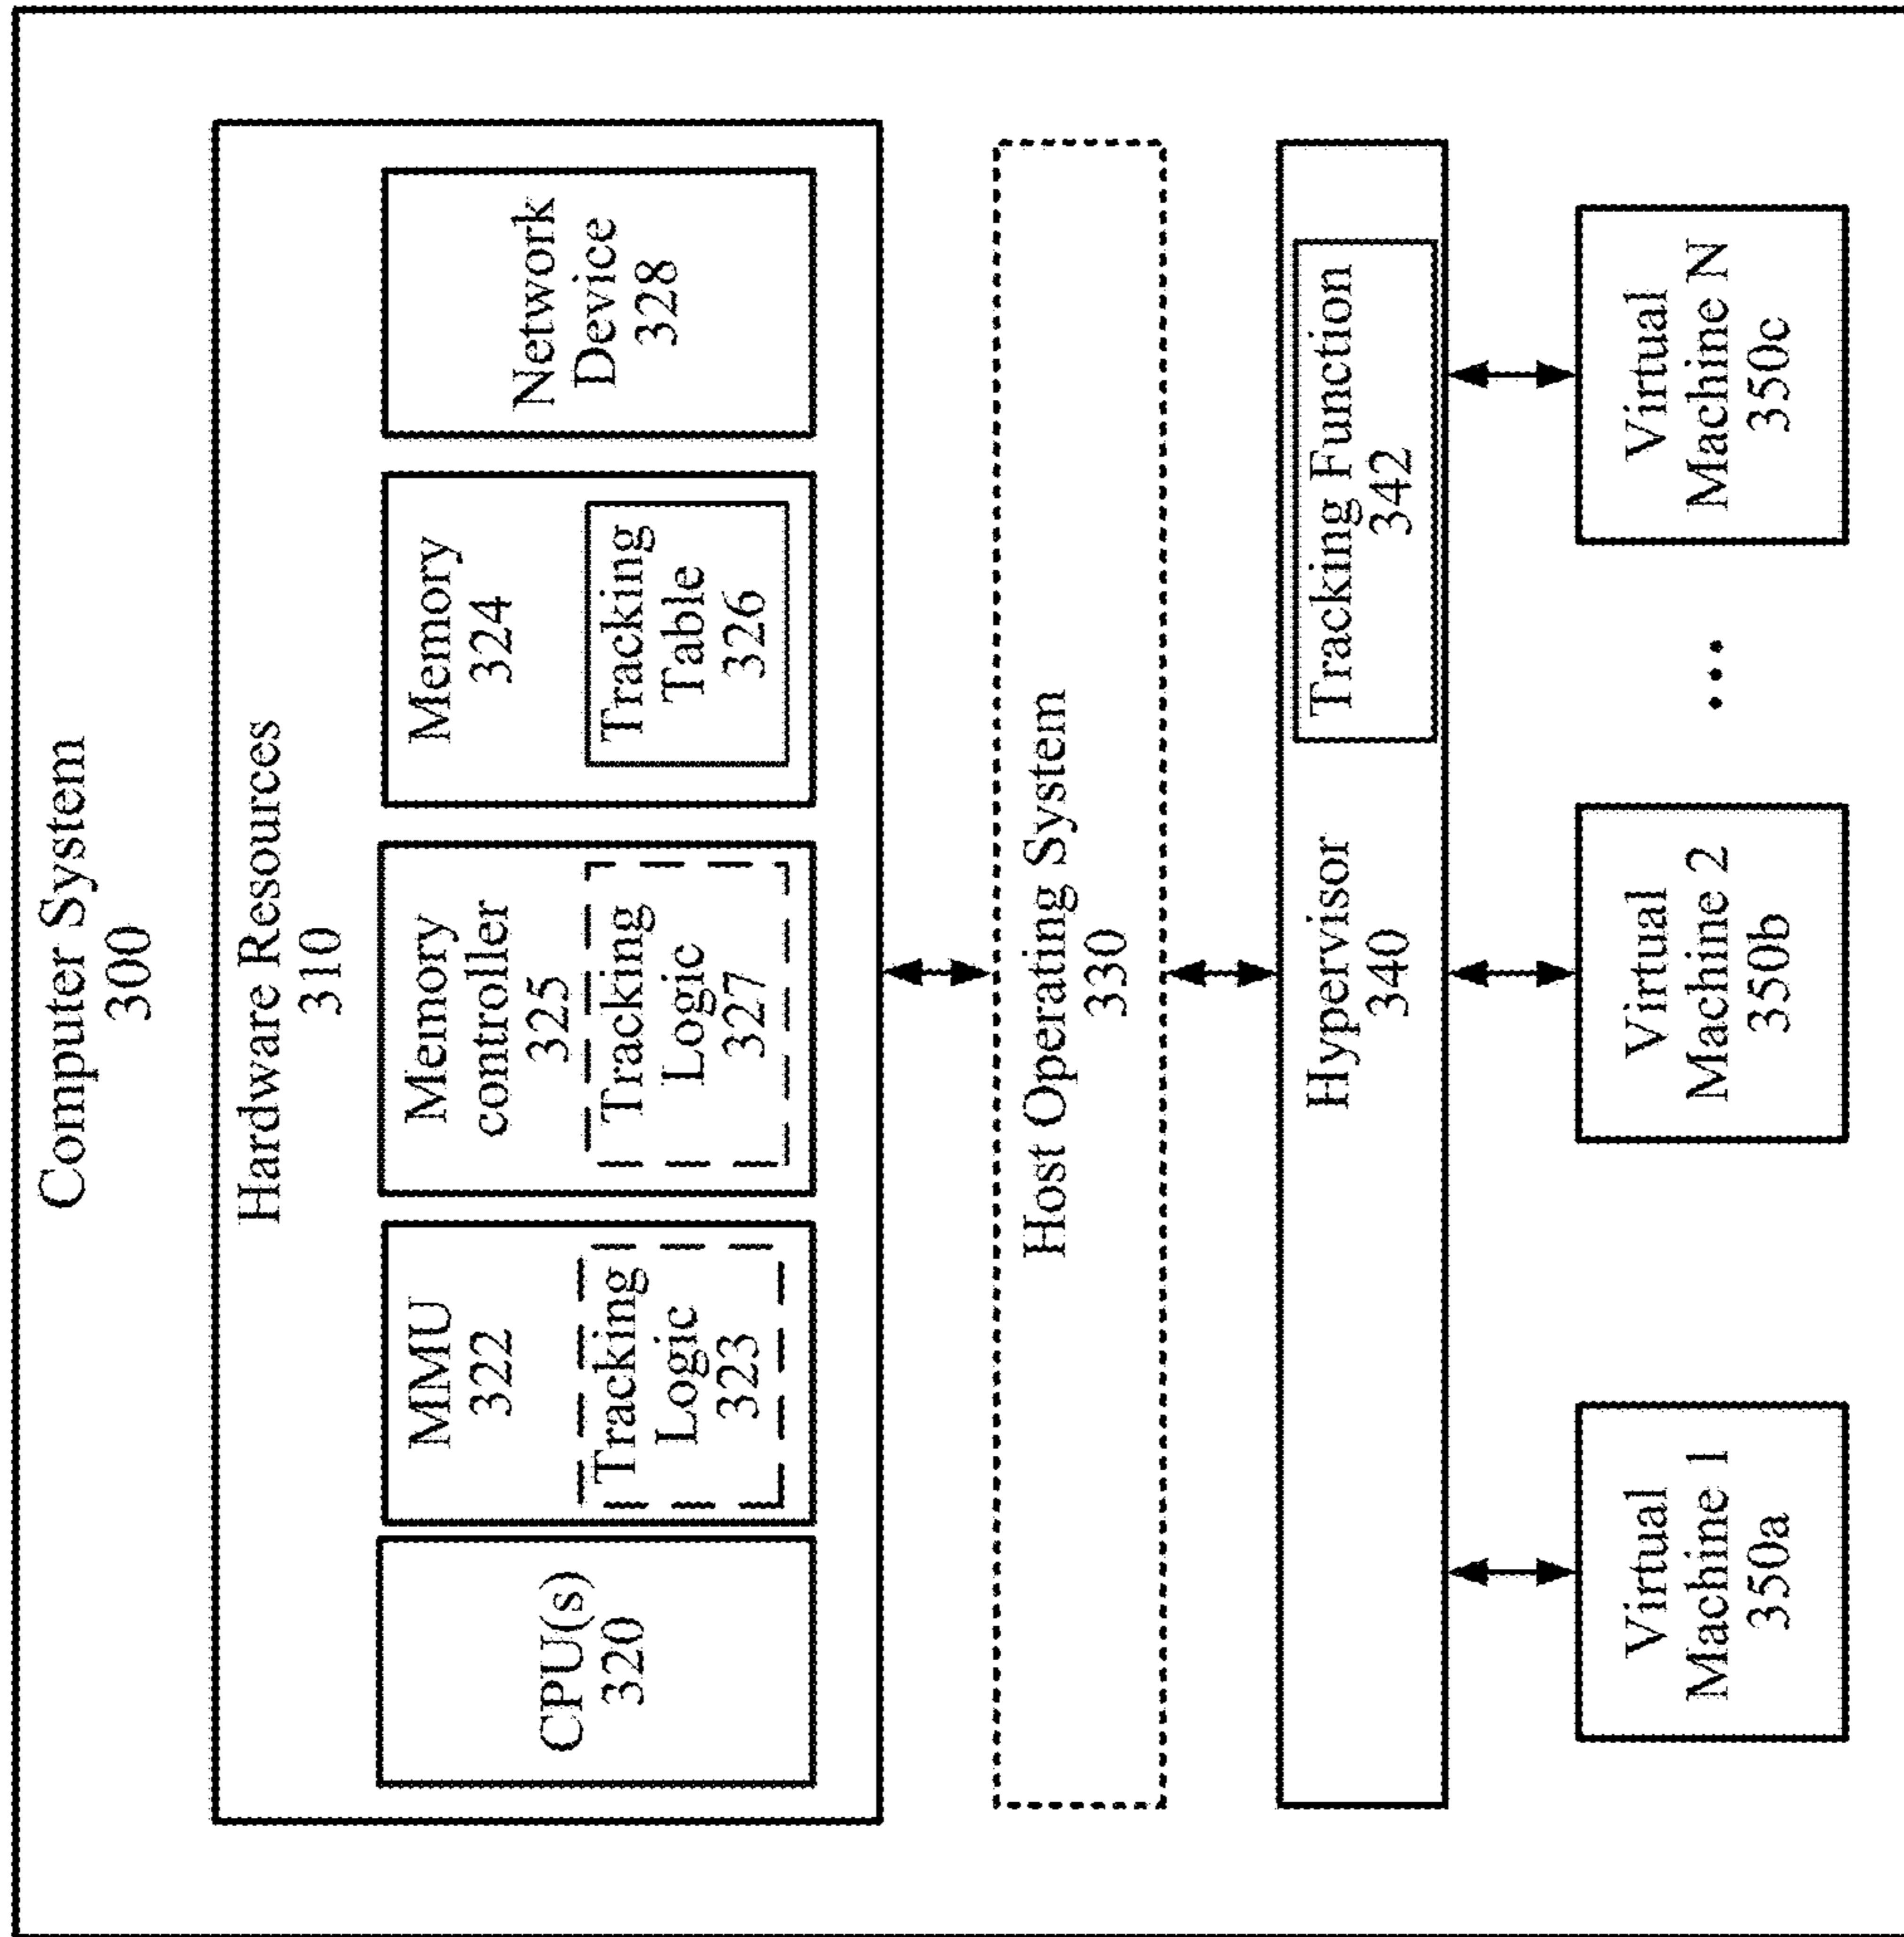 Computer System
300
Hardware Resources
310
CPU(s)
320
MMU
322
Tracking
Logic
323
Memory
controller
325
Tracking
Logic
327
Memory
324
Tracking
Table
326
Network
Device
328
Host Operating System
330
Hypervisor
340
Tracking Function
342
Virtual
Machine 1
350a
Virtual
Machine 2
350b
...
Virtual
Machine N
350c